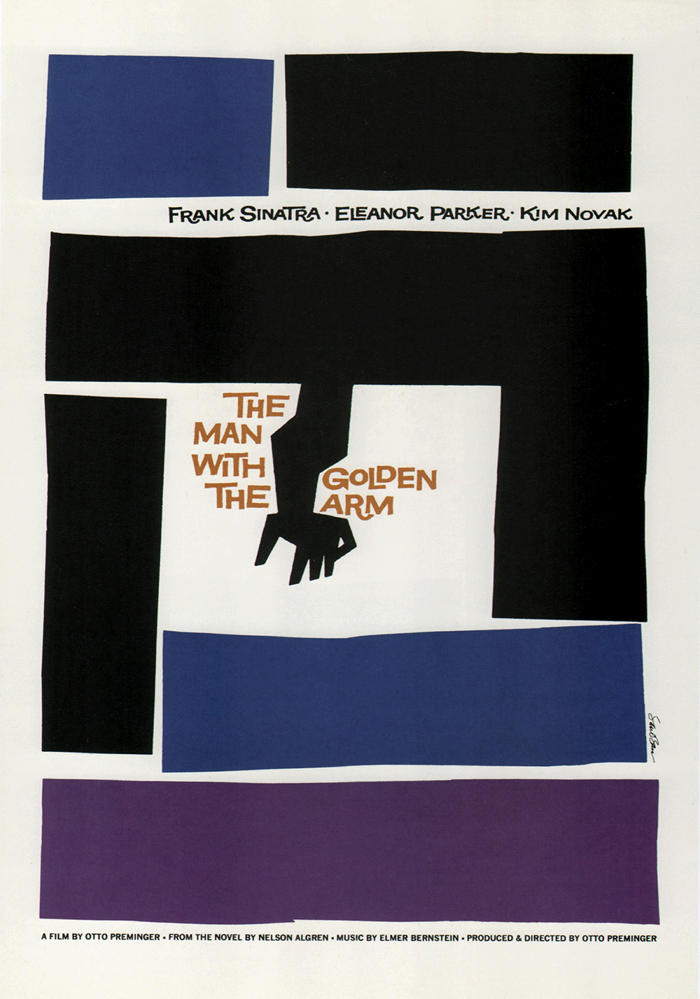 FRANK SINATRA · ELEANOR PARKER · KIM NOVAK
THE
MAN
WITH
THE
GOLDEN
ARM
Saul Bass
A FILM BY OTTO PREMINGER • FROM THE NOVEL BY NELSON ALGREN • MUSIC BY ELMER BERNSTEIN • PRODUCED & DIRECTED BY OTTO PREMINGER